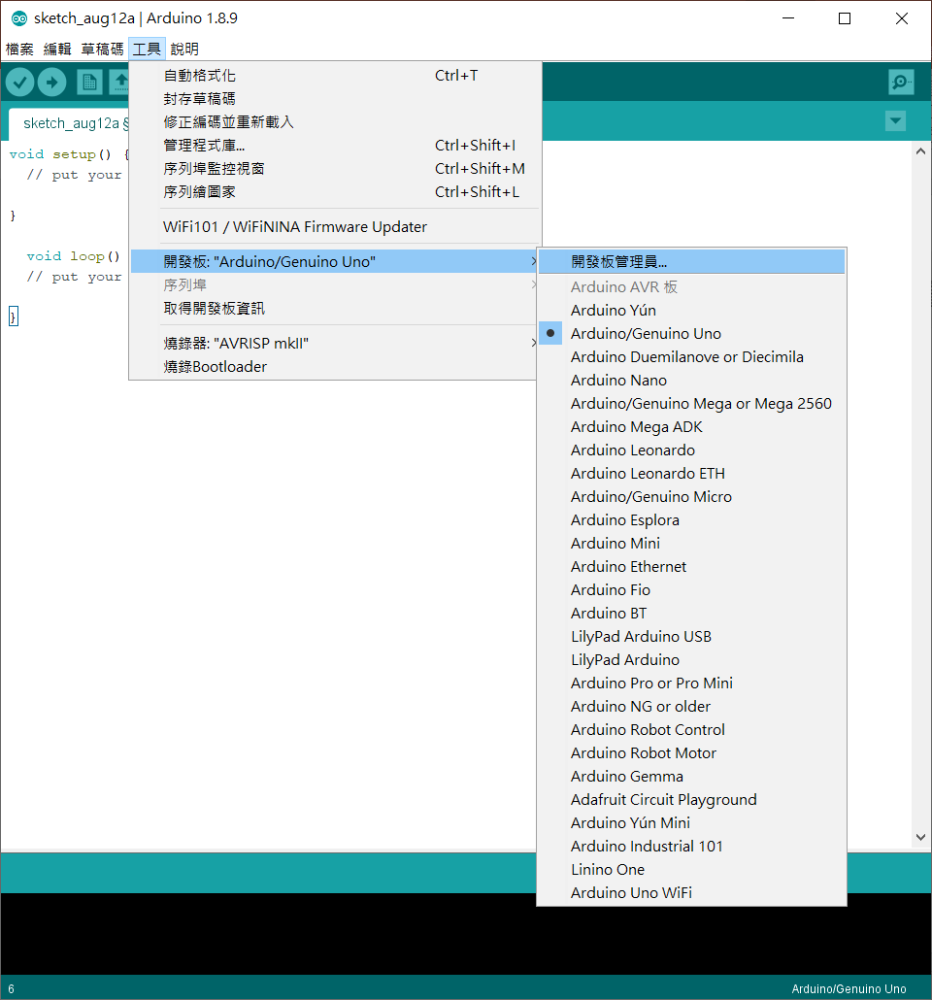 sketch_aug12a | Arduino 1.8.9
檔案 編輯 草稿碼 工具 說明
sketch_aug12a §
void setup() {
// put your
}
void loop()
// put your
}
自動格式化 Ctrl+T
封存草稿碼
修正編碼並重新載入
管理程式庫... Ctrl+Shift+I
序列埠監控視窗 Ctrl+Shift+M
序列繪圖家 Ctrl+Shift+L
WiFi101 / WiFiNINA Firmware Updater
開發板: "Arduino/Genuino Uno"
序列埠
取得開發板資訊
燒錄器: "AVRISP mkII"
燒錄Bootloader
開發板管理員...
Arduino AVR 板
Arduino Yún
Arduino/Genuino Uno
Arduino Duemilanove or Diecimila
Arduino Nano
Arduino/Genuino Mega or Mega 2560
Arduino Mega ADK
Arduino Leonardo
Arduino Leonardo ETH
Arduino/Genuino Micro
Arduino Esplora
Arduino Mini
Arduino Ethernet
Arduino Fio
Arduino BT
LilyPad Arduino USB
LilyPad Arduino
Arduino Pro or Pro Mini
Arduino NG or older
Arduino Robot Control
Arduino Robot Motor
Arduino Gemma
Adafruit Circuit Playground
Arduino Yún Mini
Arduino Industrial 101
Linino One
Arduino Uno WiFi
6 Arduino/Genuino Uno